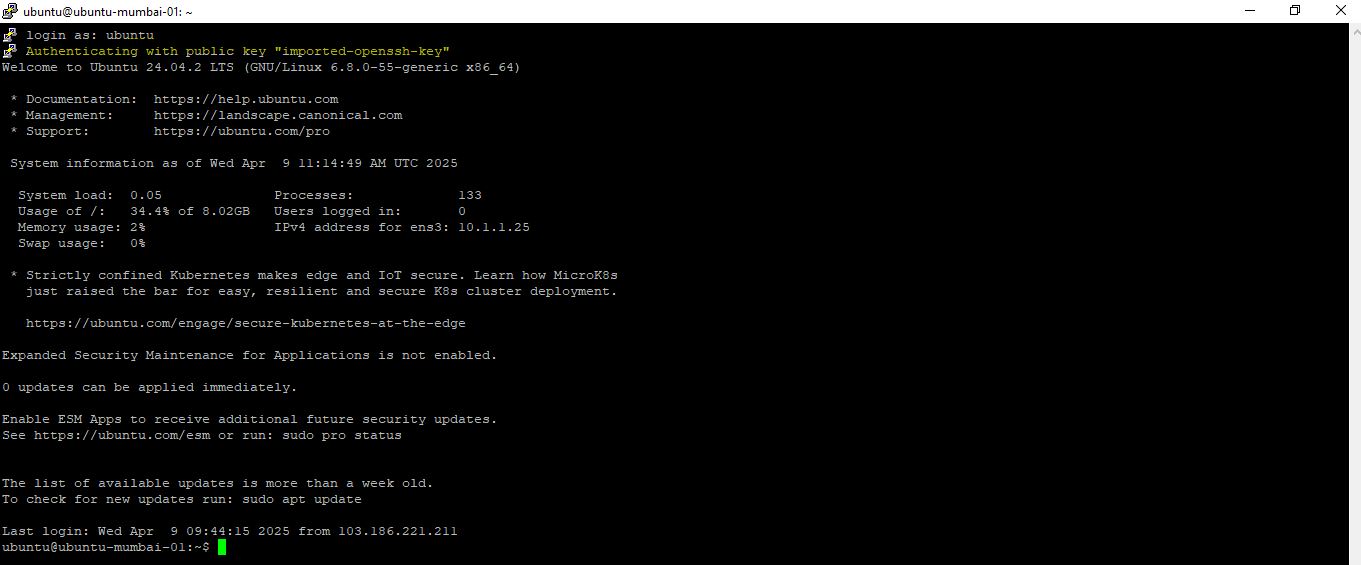 ubuntu@ubuntu-mumbai-01: ~
login as: ubuntu
Authenticating with public key "imported-openssh-key"
Welcome to Ubuntu 24.04.2 LTS (GNU/Linux 6.8.0-55-generic x86_64)
* Documentation:  https://help.ubuntu.com
* Management:     https://landscape.canonical.com
* Support:        https://ubuntu.com/pro
System information as of Wed Apr  9 11:14:49 AM UTC 2025
System load:  0.05              Processes:             133
Usage of /:   34.4% of 8.02GB   Users logged in:       0
Memory usage: 2%                IPv4 address for ens3: 10.1.1.25
Swap usage:   0%
* Strictly confined Kubernetes makes edge and IoT secure. Learn how MicroK8s
just raised the bar for easy, resilient and secure K8s cluster deployment.
https://ubuntu.com/engage/secure-kubernetes-at-the-edge
Expanded Security Maintenance for Applications is not enabled.
0 updates can be applied immediately.
Enable ESM Apps to receive additional future security updates.
See https://ubuntu.com/esm or run: sudo pro status
The list of available updates is more than a week old.
To check for new updates run: sudo apt update
Last login: Wed Apr  9 09:44:15 2025 from 103.186.221.211
ubuntu@ubuntu-mumbai-01:~$